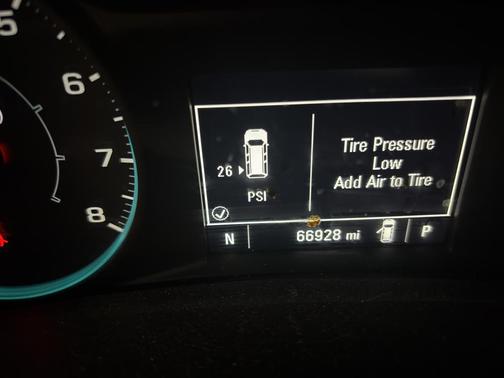 5
6
7
8
26
PSI
Tire Pressure
Low
Add Air to Tire
N
66928 mi
P